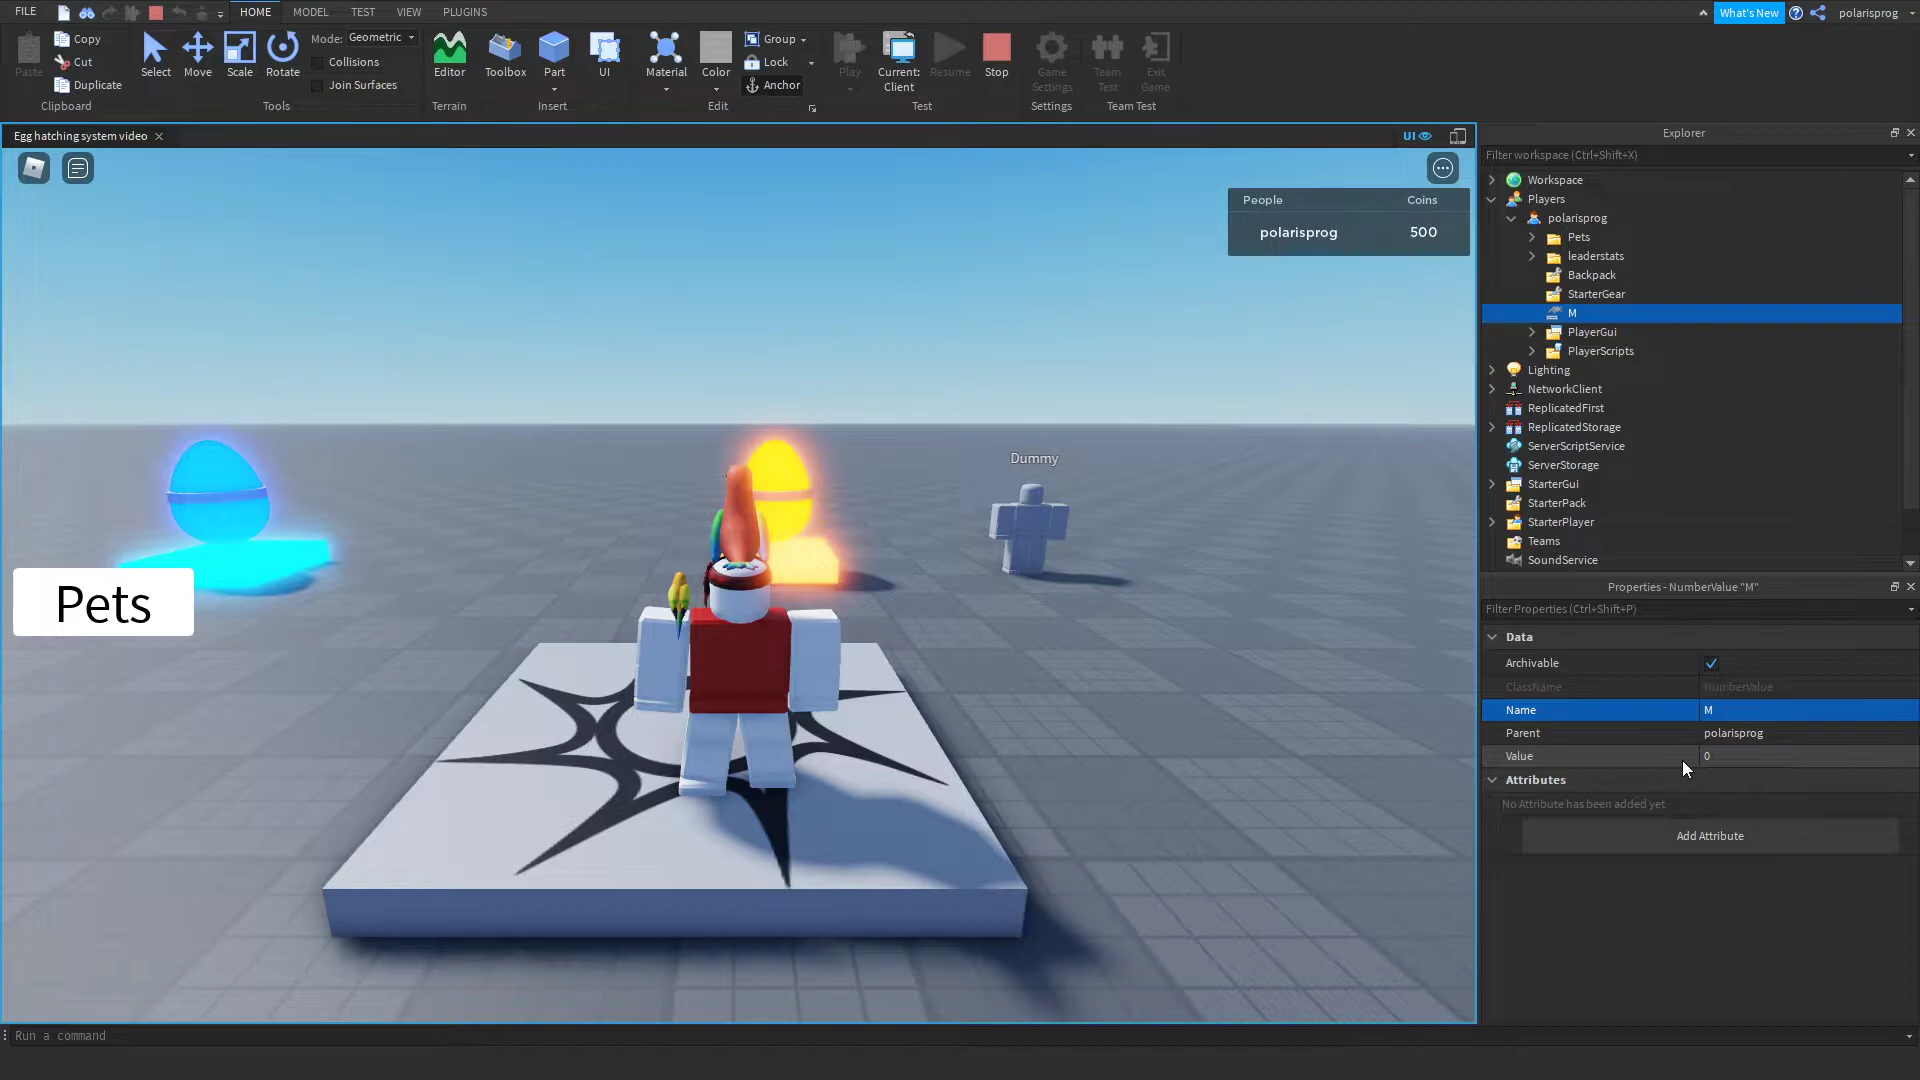 FILE
HOME
MODEL
TEST
VIEW
PLUGINS
What's New
polarisprog
Paste
Copy
Cut
Duplicate
Clipboard
Select
Move
Scale
Rotate
Mode: Geometric
Collisions
Join Surfaces
Tools
Editor
Terrain
Toolbox
Part
UI
Insert
Material
Color
Group
Lock
Anchor
Edit
Play
Current:
Client
Resume
Stop
Test
Game
Settings
Settings
Team
Test
Exit
Game
Team Test
Egg hatching system video
UI
People Coins
polarisprog 500
Dummy
Pets
Explorer
Filter workspace (Ctrl+Shift+X)
Workspace
Players
polarisprog
Pets
leaderstats
Backpack
StarterGear
M
PlayerGui
PlayerScripts
Lighting
NetworkClient
ReplicatedFirst
ReplicatedStorage
ServerScriptService
ServerStorage
StarterGui
StarterPack
StarterPlayer
Teams
SoundService
Properties - NumberValue "M"
Filter Properties (Ctrl+Shift+P)
Data
Archivable
ClassName NumberValue
Name M
Parent polarisprog
Value 0
Attributes
No Attribute has been added yet
Add Attribute
Run a command